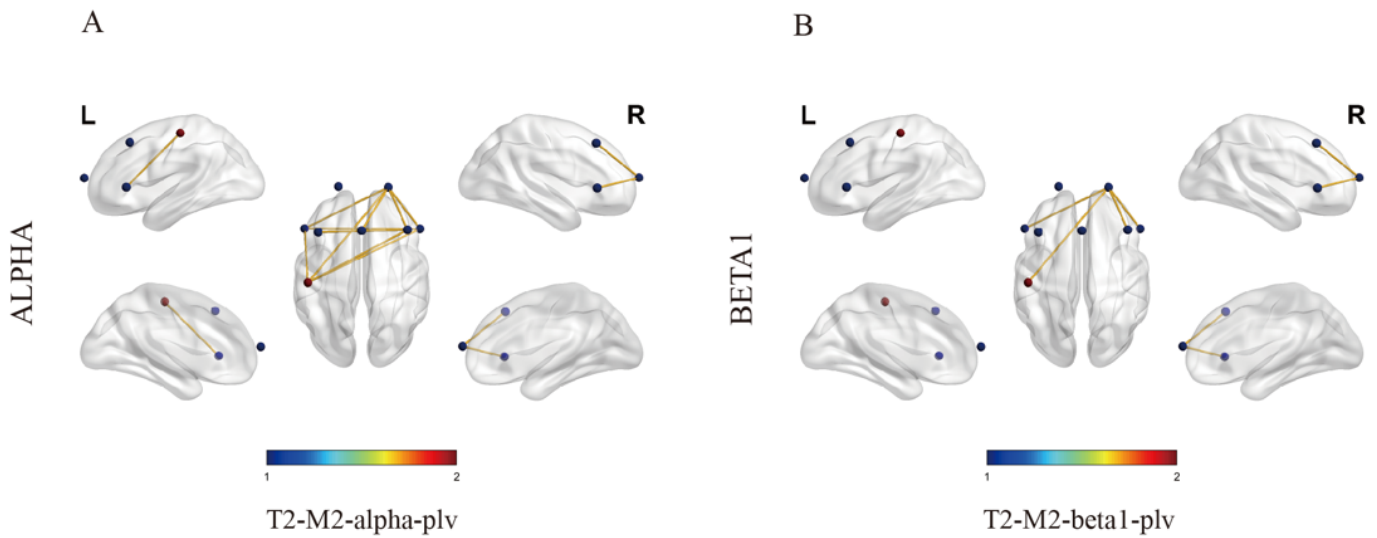 A
B
L
R
L
R
ALPHA
BETA1
1
2
1
2
T2-M2-alpha-plv
T2-M2-beta1-plv